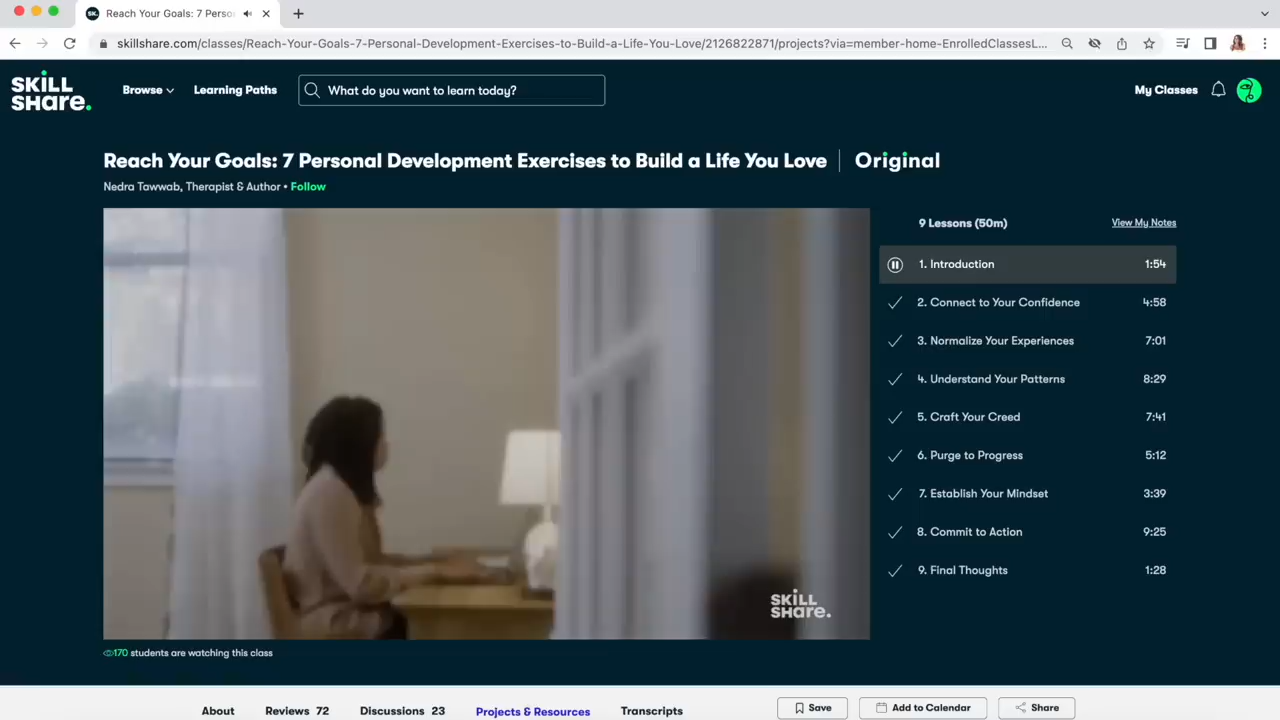 Reach Your Goals: 7 Perso
skillshare.com/classes/Reach-Your-Goals-7-Personal-Development-Exercises-to-Build-a-Life-You-Love/2126822871/projects?via=member-home-EnrolledClassesL...
SKILL
SHare.
Browse
Learning Paths
What do you want to learn today?
My Classes
Reach Your Goals: 7 Personal Development Exercises to Build a Life You Love | Original
Nedra Tawwab, Therapist & Author • Follow
9 Lessons (50m)
View My Notes
1. Introduction 1:54
2. Connect to Your Confidence 4:58
3. Normalize Your Experiences 7:01
4. Understand Your Patterns 8:29
5. Craft Your Creed 7:41
6. Purge to Progress 5:12
7. Establish Your Mindset 3:39
8. Commit to Action 9:25
9. Final Thoughts 1:28
SKILL
SHare.
170 students are watching this class
About
Reviews 72
Discussions 23
Projects & Resources
Transcripts
Save
Add to Calendar
Share